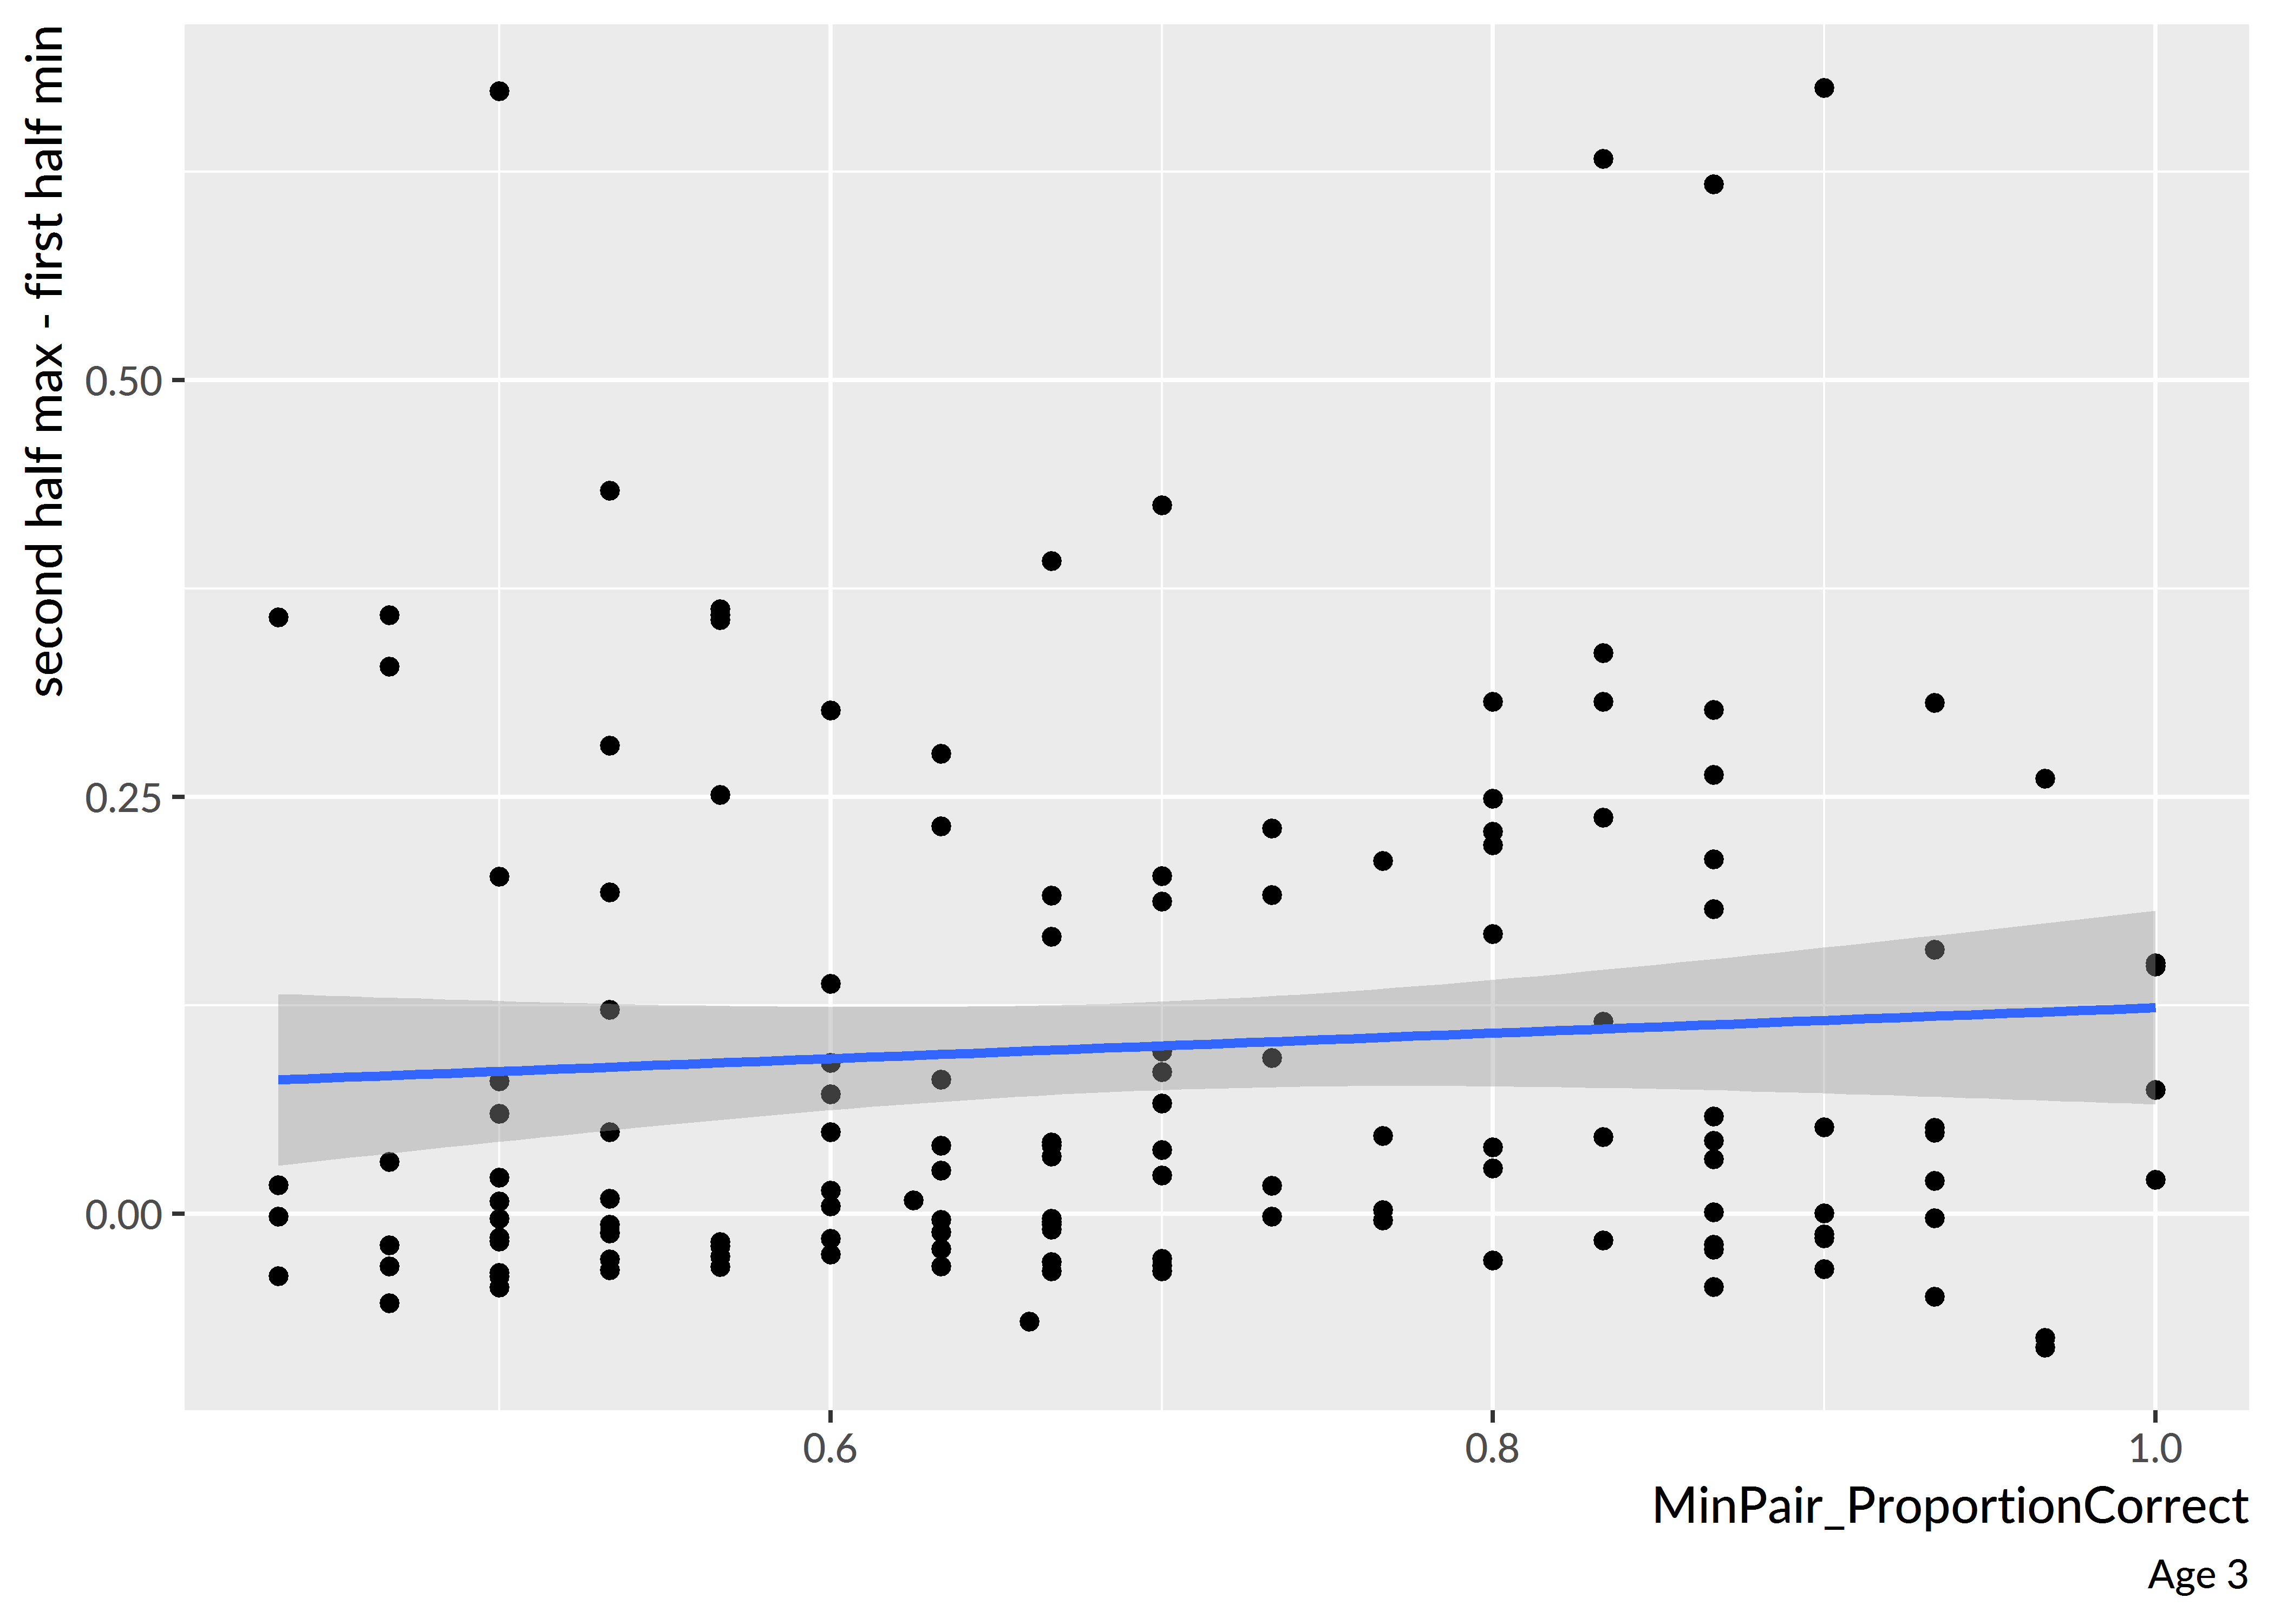 second half max - first half min
0.50
0.25
0.00
0.6
0.8
1.0
MinPair_ProportionCorrect
Age 3